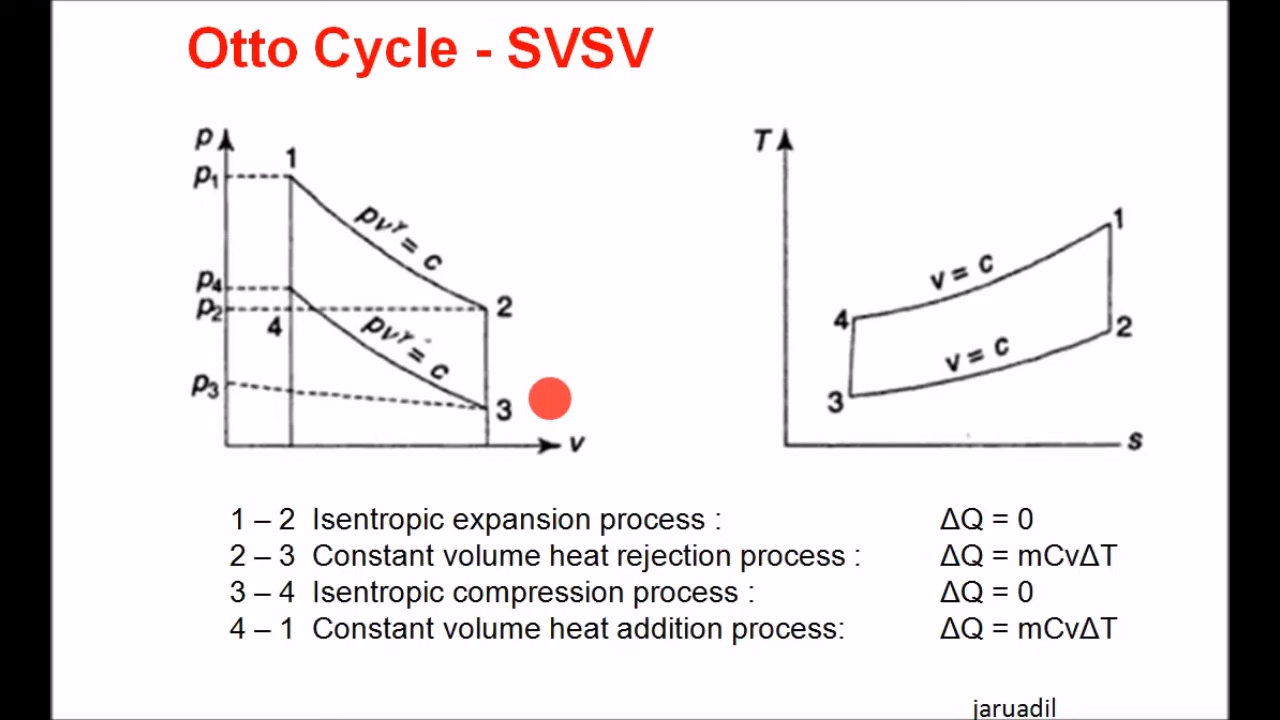 Otto Cycle - SVSV
p
p₁
1
pvᵞ = c
p₄
p₂
4
2
pvᵞ = c
p₃
3
v
T
1
v = c
4
2
v = c
3
s
1 – 2 Isentropic expansion process : ΔQ = 0
2 – 3 Constant volume heat rejection process : ΔQ = mCvΔT
3 – 4 Isentropic compression process : ΔQ = 0
4 – 1 Constant volume heat addition process: ΔQ = mCvΔT
jaruadil